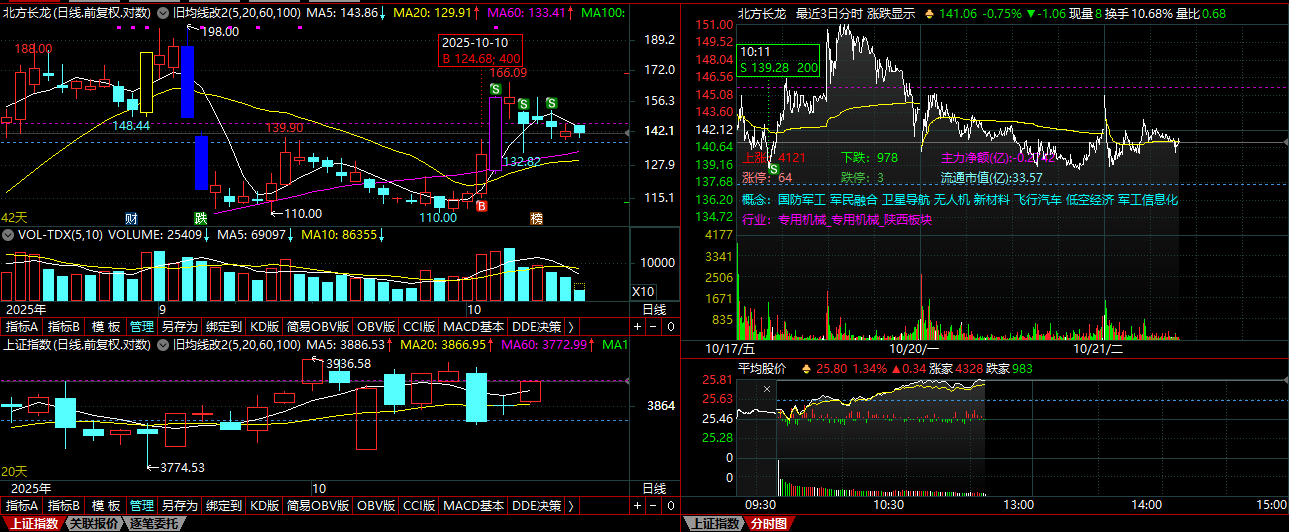 北方长龙(日线,前复权,对数) 旧均线改2(5,20,60,100) MA5: 143.86↓ MA20: 129.91↑ MA60: 133.41↑ MA100:
188.00
198.00
2025-10-10
B 124.68; 400
166.09
S
S
S
148.44
139.90
132.82
110.00
110.00
B
42天
财
跌
榜
189.2
172.0
156.3
142.1
127.9
115.1
VOL-TDX(5,10) VOLUME: 25409↓ MA5: 69097↓ MA10: 86355↓
10000
X10
2025年 9 10 日线
指标A 指标B 模 板 管理 另存为 绑定到 KD版 简易OBV版 OBV版 CCI版 MACD基本 DDE决策 〉 + − 0
上证指数(日线,前复权,对数) 旧均线改2(5,20,60,100) MA5: 3886.53↑ MA20: 3866.95↑ MA60: 3772.99↑ MA1
3936.58
3864
3774.53
20天
2025年 10 日线
指标A 指标B 模 板 管理 另存为 绑定到 KD版 简易OBV版 OBV版 CCI版 MACD基本 DDE决策 〉 + − 0
上证指数 关联报价 逐笔委托
北方长龙 最近3日分时 涨跌显示 141.06 -0.75% ▼-1.06 现量8 换手10.68% 量比0.68
151.00
149.52
148.04
146.56
145.08
143.60
142.12
140.64
139.16
137.68
136.20
134.72
10:11
S 139.28 200
S
上涨: 4121 下跌: 978 主力净额(亿):
涨停: 64 跌停: 3 流通市值(亿):33.57
概念: 国防军工 军民融合 卫星导航 无人机 新材料 飞行汽车 低空经济 军工信息化
行业: 专用机械_专用机械_陕西板块
4177
3341
2506
1671
835
10/17/五 10/20/一 10/21/二
平均股价 25.80 1.34% ▲0.34 涨家4328 跌家983
25.81
25.63
25.46
25.28
0
0
×
09:30 10:30 13:00 14:00 15:00
上证指数 分时图